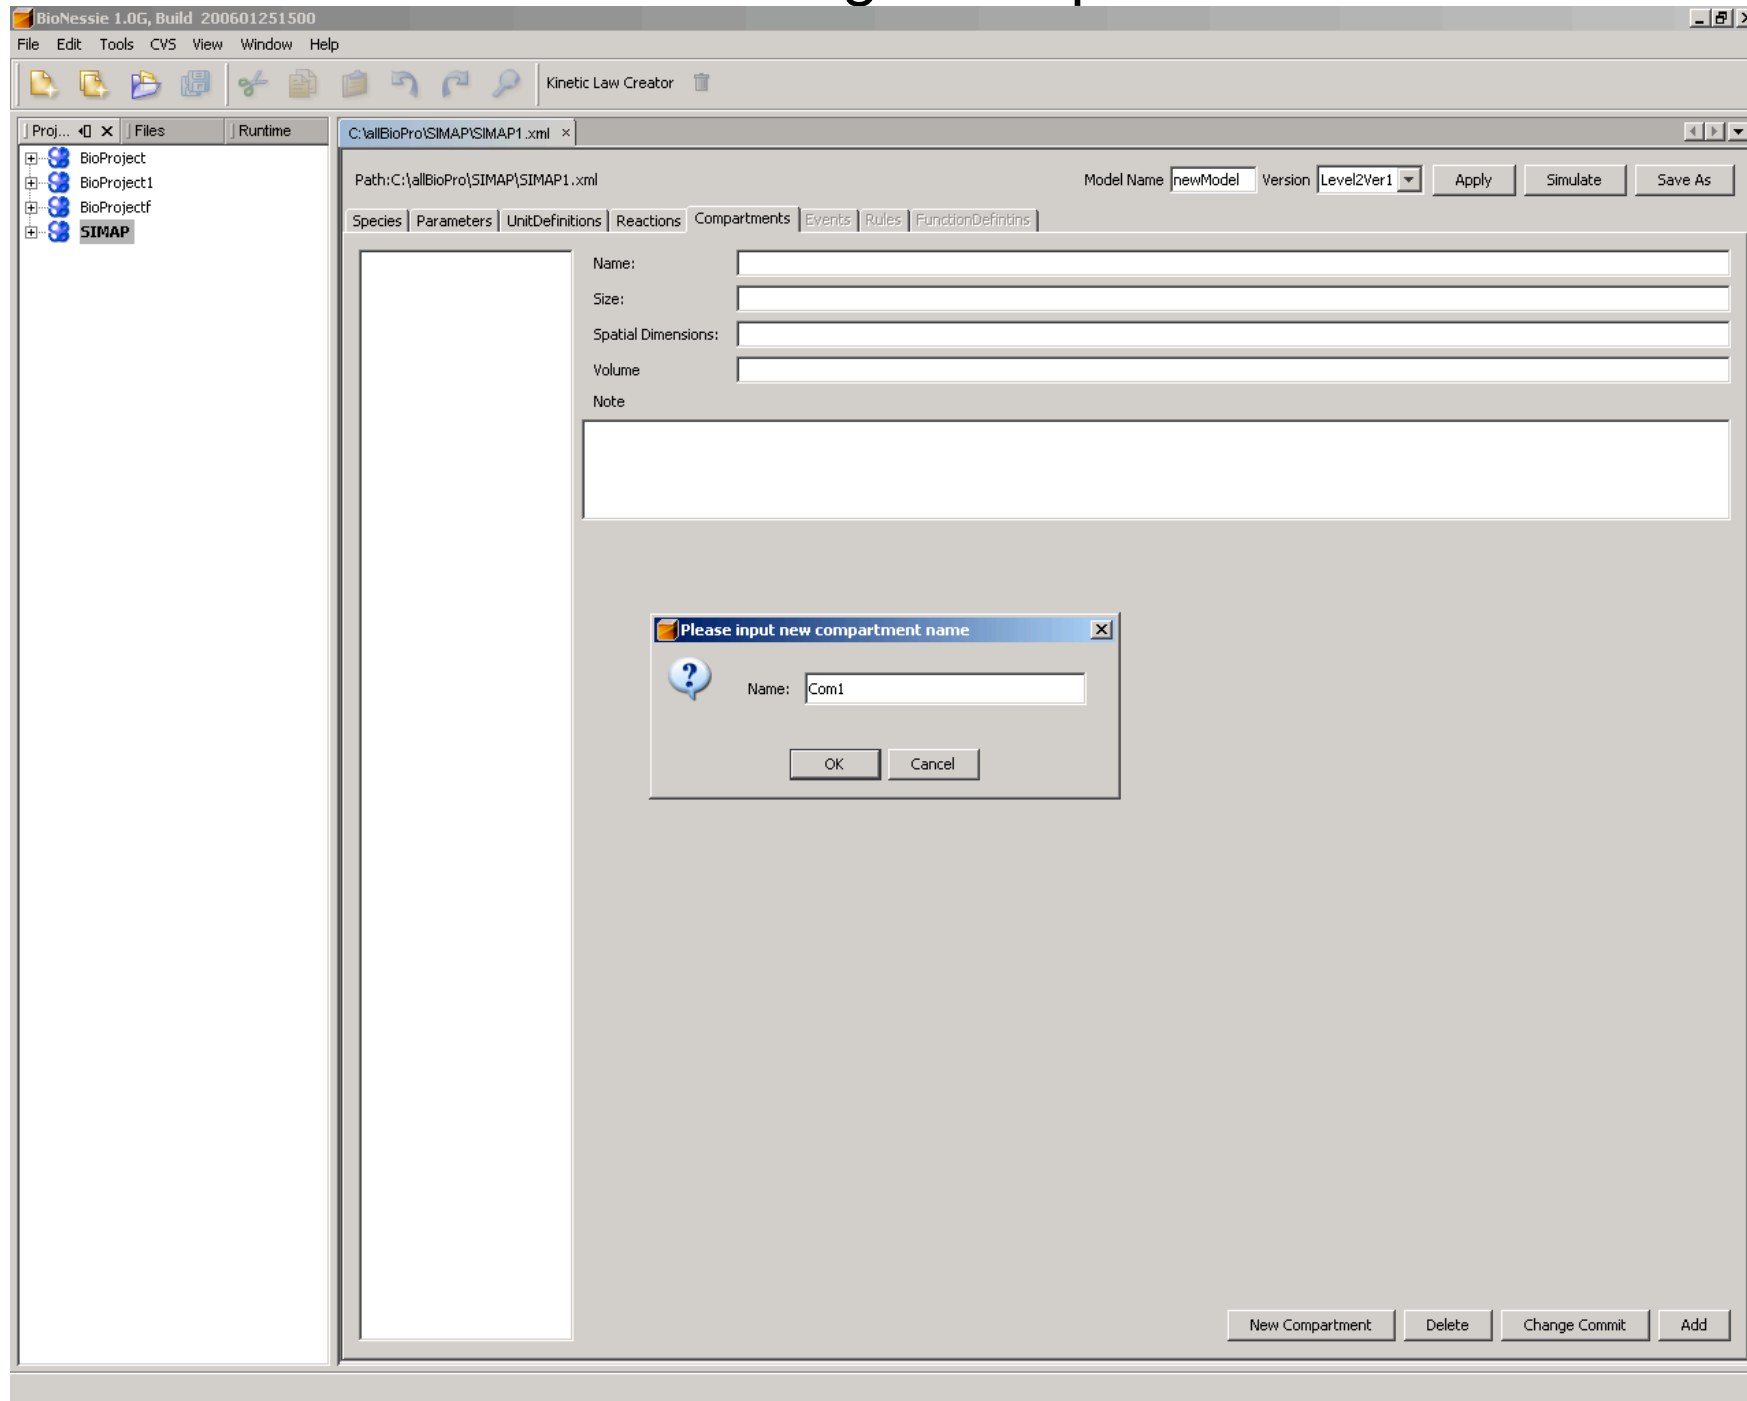 BioNessie 1.0G, Build 200601251500
File Edit Tools CVS View Window Help
Kinetic Law Creator
Proj... Files Runtime
C:\allBioPro\SIMAP\SIMAP1.xml
BioProject
BioProject1
BioProjectf
SIMAP
Path:C:\allBioPro\SIMAP\SIMAP1.xml
Model Name newModel Version Level2Ver1 Apply Simulate Save As
Species Parameters UnitDefinitions Reactions Compartments Events Rules FunctionDefintins
Name:
Size:
Spatial Dimensions:
Volume
Note
Please input new compartment name
Name: Com1
OK Cancel
New Compartment Delete Change Commit Add